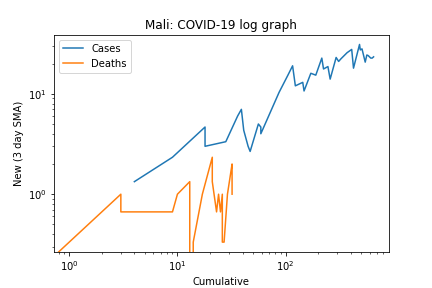 Mali: COVID-19 log graph
Cases
Deaths
New (3 day SMA)
10¹
10⁰
10⁰ 10¹ 10²
Cumulative